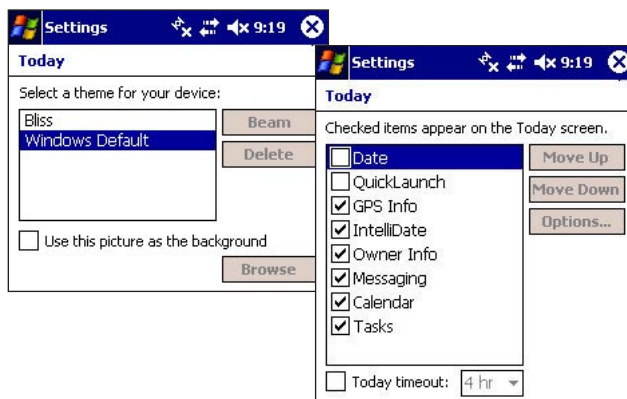 Settings 9:19
Today
Select a theme for your device:
Bliss
Windows Default
Beam
Delete
Use this picture as the background
Browse
Settings 9:19
Today
Checked items appear on the Today screen.
Date
QuickLaunch
GPS Info
IntelliDate
Owner Info
Messaging
Calendar
Tasks
Move Up
Move Down
Options...
Today timeout: 4 hr